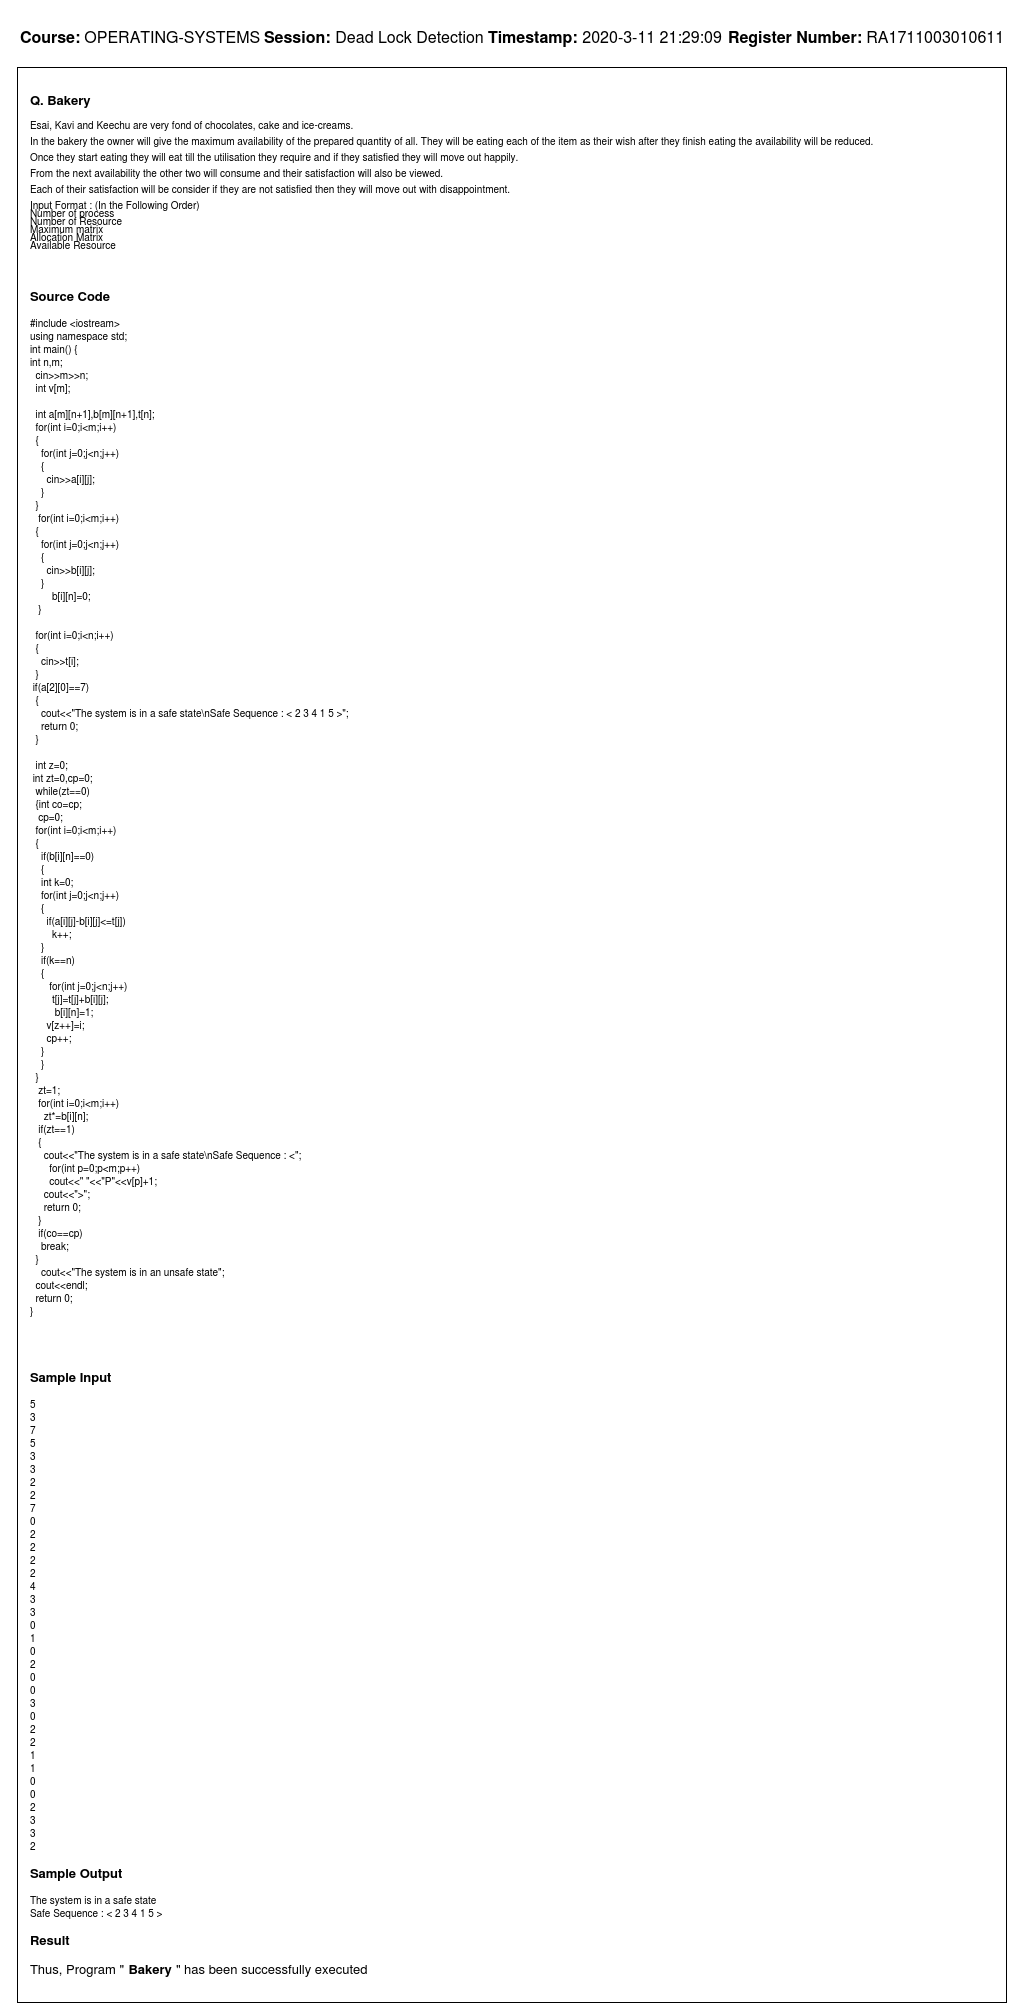 Course: OPERATING-SYSTEMS Session: Dead Lock Detection Timestamp: 2020-3-11 21:29:09 Register Number: RA1711003010611
Q. Bakery
Esai, Kavi and Keechu are very fond of chocolates, cake and ice-creams.
In the bakery the owner will give the maximum availability of the prepared quantity of all. They will be eating each of the item as their wish after they finish eating the availability will be reduced.
Once they start eating they will eat till the utilisation they require and if they satisfied they will move out happily.
From the next availability the other two will consume and their satisfaction will also be viewed.
Each of their satisfaction will be consider if they are not satisfied then they will move out with disappointment.
Input Format : (In the Following Order)
Number of process
Number of Resource
Maximum matrix
Allocation Matrix
Available Resource
Source Code
#include <iostream>
using namespace std;
int main() {
int n,m;
cin>>m>>n;
int v[m];
int a[m][n+1],b[m][n+1],t[n];
for(int i=0;i<m;i++)
{
for(int j=0;j<n;j++)
{
cin>>a[i][j];
}
}
for(int i=0;i<m;i++)
{
for(int j=0;j<n;j++)
{
cin>>b[i][j];
}
b[i][n]=0;
}
for(int i=0;i<n;i++)
{
cin>>t[i];
}
if(a[2][0]==7)
{
cout<<"The system is in a safe state\nSafe Sequence : < 2 3 4 1 5 >";
return 0;
}
int z=0;
int zt=0,cp=0;
while(zt==0)
{int co=cp;
cp=0;
for(int i=0;i<m;i++)
{
if(b[i][n]==0)
{
int k=0;
for(int j=0;j<n;j++)
{
if(a[i][j]-b[i][j]<=t[j])
k++;
}
if(k==n)
{
for(int j=0;j<n;j++)
t[j]=t[j]+b[i][j];
b[i][n]=1;
v[z++]=i;
cp++;
}
}
}
zt=1;
for(int i=0;i<m;i++)
zt*=b[i][n];
if(zt==1)
{
cout<<"The system is in a safe state\nSafe Sequence : <";
for(int p=0;p<m;p++)
cout<<" "<<"P"<<v[p]+1;
cout<<">";
return 0;
}
if(co==cp)
break;
}
cout<<"The system is in an unsafe state";
cout<<endl;
return 0;
}
Sample Input
5
3
7
5
3
3
2
2
7
0
2
2
2
2
4
3
3
0
1
0
2
0
0
3
0
2
2
1
1
0
0
2
3
3
2
Sample Output
The system is in a safe state
Safe Sequence : < 2 3 4 1 5 >
Result
Thus, Program " Bakery " has been successfully executed